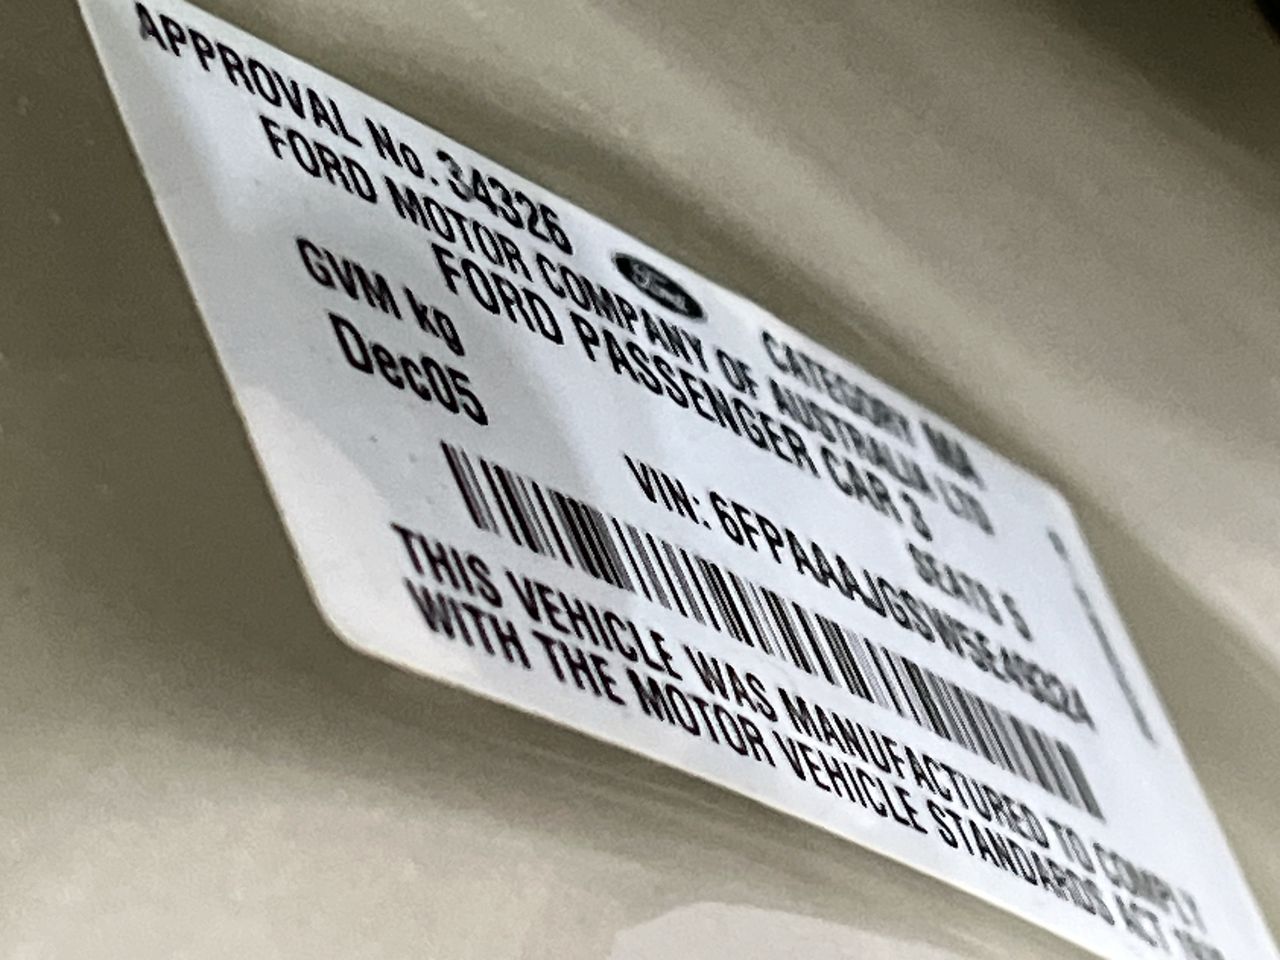 APPROVAL No. 34326
Ford
CATEGORY MA
FORD MOTOR COMPANY OF AUSTRALIA LTD
FORD PASSENGER CAR 3
GVM kg
SEATS 5
Dec05
VIN:
THIS VEHICLE WAS MANUFACTURED TO COMPLY
WITH THE MOTOR VEHICLE STANDARDS ACT